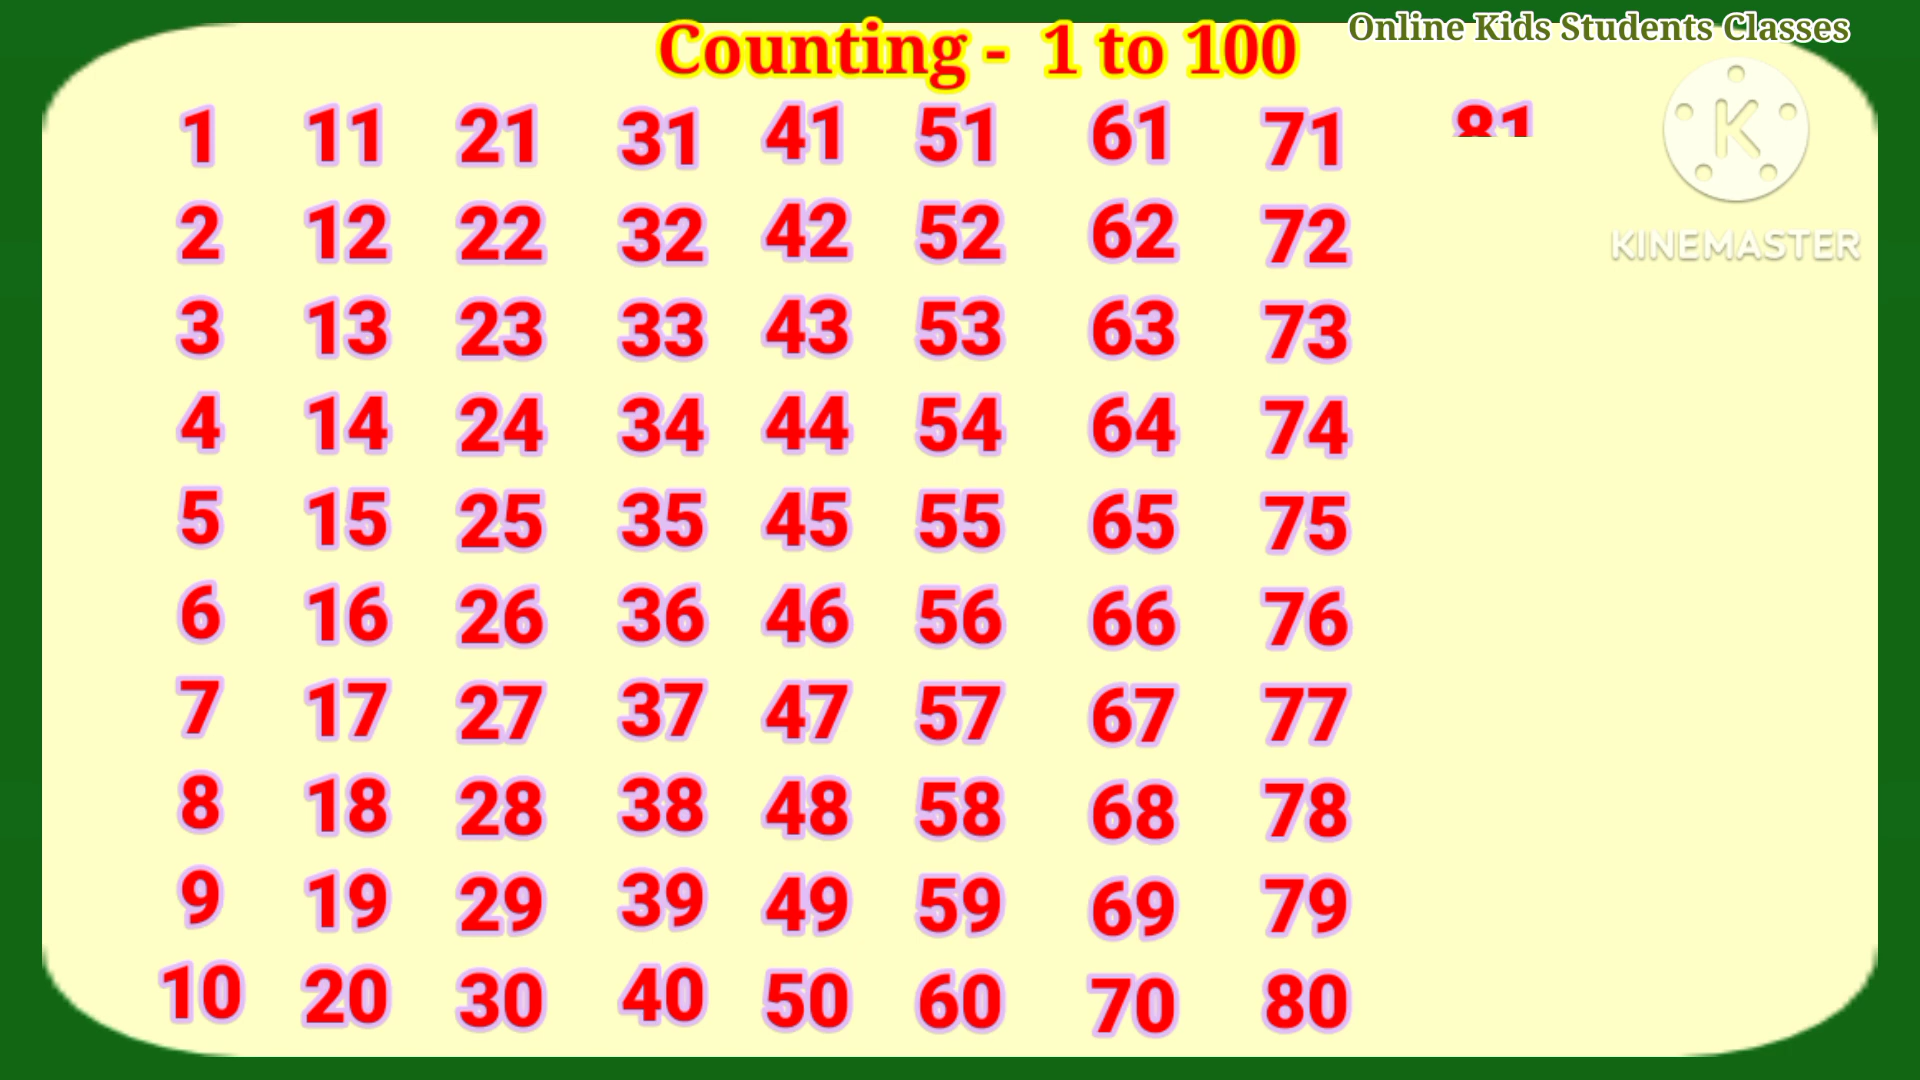 Online Kids Students Classes
Counting - 1 to 100
1 11 21 31 41 51 61 71 81
2 12 22 32 42 52 62 72
3 13 23 33 43 53 63 73
4 14 24 34 44 54 64 74
5 15 25 35 45 55 65 75
6 16 26 36 46 56 66 76
7 17 27 37 47 57 67 77
8 18 28 38 48 58 68 78
9 19 29 39 49 59 69 79
10 20 30 40 50 60 70 80
K
KINEMASTER